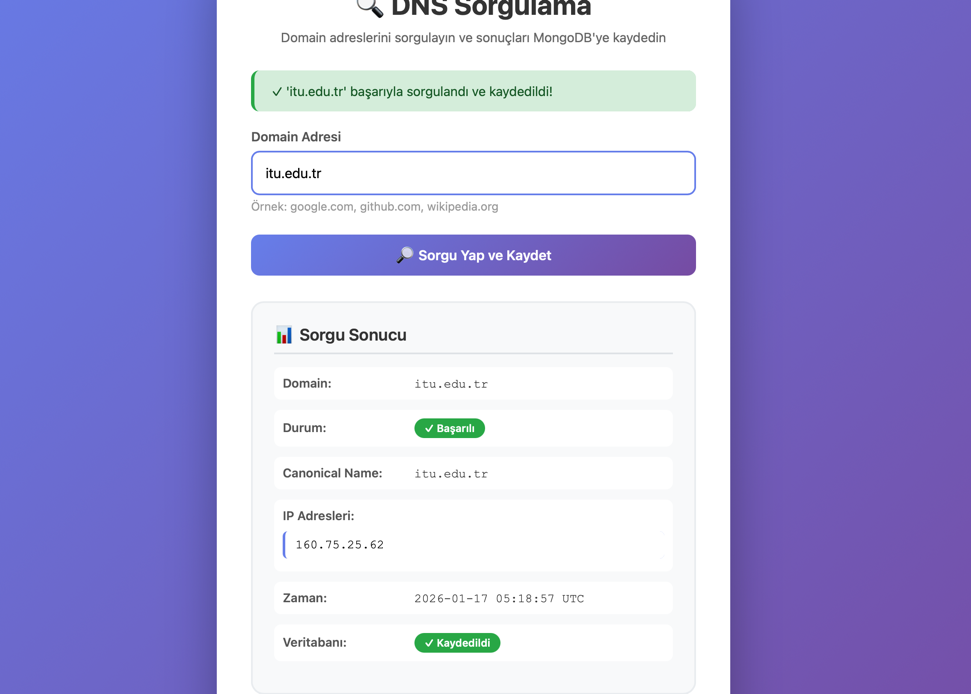 DNS Sorgulama
Domain adreslerini sorgulayın ve sonuçları MongoDB'ye kaydedin
✓ 'itu.edu.tr' başarıyla sorgulandı ve kaydedildi!
Domain Adresi
itu.edu.tr
Örnek: google.com, github.com, wikipedia.org
Sorgu Yap ve Kaydet
Sorgu Sonucu
Domain: itu.edu.tr
Durum: ✓ Başarılı
Canonical Name: itu.edu.tr
IP Adresleri:
160.75.25.62
Zaman: 2026-01-17 05:18:57 UTC
Veritabanı: ✓ Kaydedildi